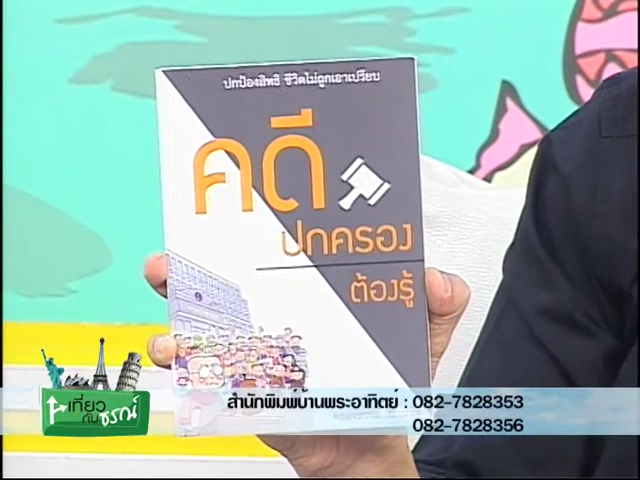 ปกป้องสิทธิ ชีวิตไม่ถูกเอาเปรียบ
คดี
ปกครอง
ต้องรู้
เที่ยว
กับ
ธรณ์
สำนักพิมพ์บ้านพระอาทิตย์ : 082-7828353
082-7828356